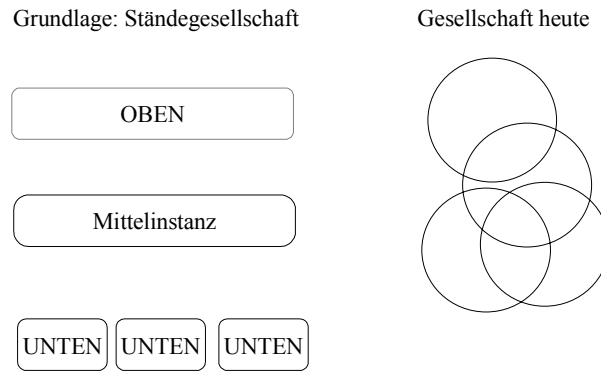 Grundlage: Ständegesellschaft
Gesellschaft heute
OBEN
Mittelinstanz
UNTEN UNTEN UNTEN